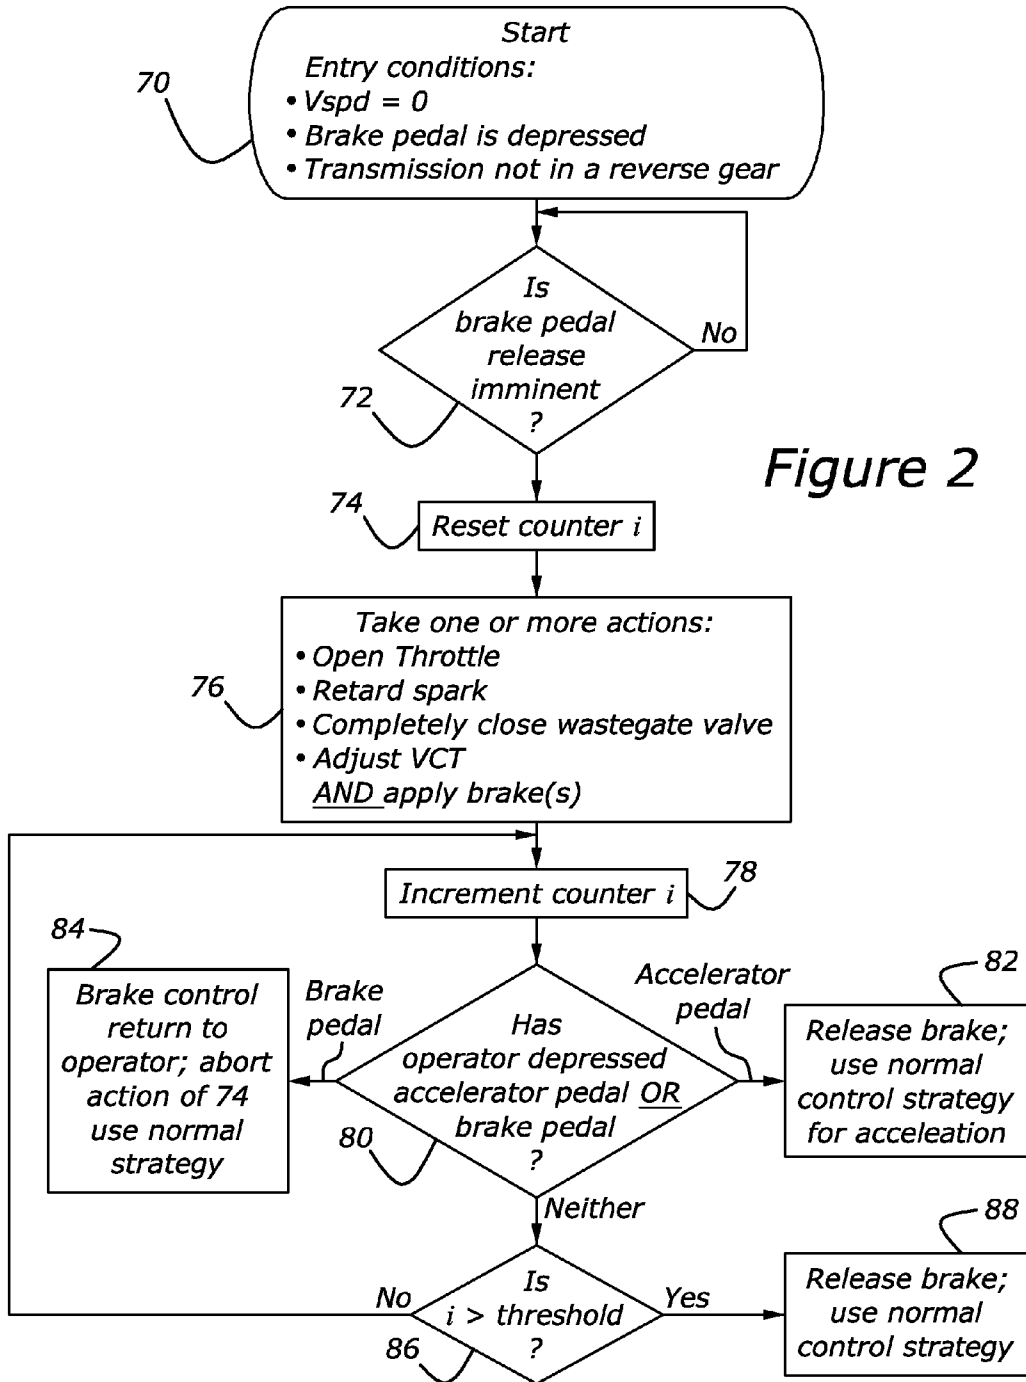 Start
Entry conditions:
• Vspd = 0
• Brake pedal is depressed
• Transmission not in a reverse gear
70
Is
brake pedal
release
imminent
?
No
72
Figure 2
74
Reset counter i
Take one or more actions:
• Open Throttle
• Retard spark
• Completely close wastegate valve
• Adjust VCT
AND apply brake(s)
76
Increment counter i
78
84
Brake control
return to
operator; abort
action of 74
use normal
strategy
Brake
pedal
Has
operator depressed
accelerator pedal OR
brake pedal
?
80
Accelerator
pedal
82
Release brake;
use normal
control strategy
for acceleation
Neither
Is
i > threshold
?
No
Yes
86
88
Release brake;
use normal
control strategy